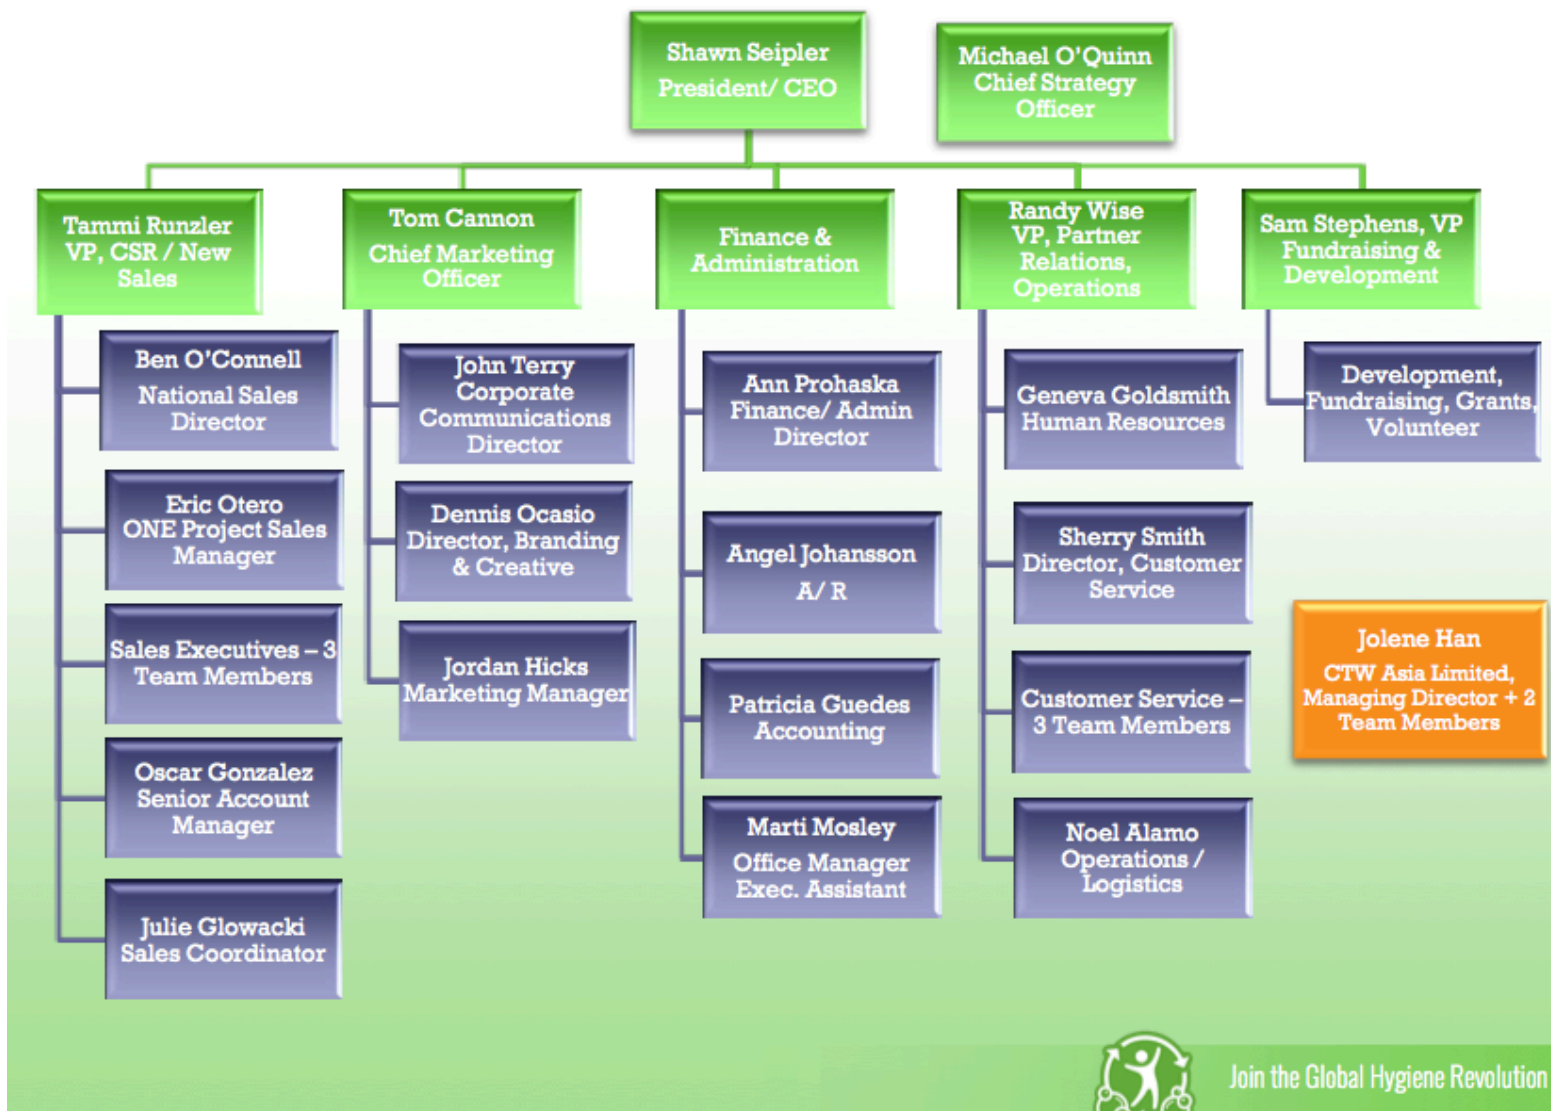 Shawn Seipler
President/ CEO
Michael O'Quinn
Chief Strategy
Officer
Tammi Runzler
VP, CSR / New
Sales
Tom Cannon
Chief Marketing
Officer
Finance &
Administration
Randy Wise
VP, Partner
Relations,
Operations
Sam Stephens, VP
Fundraising &
Development
Ben O'Connell
National Sales
Director
Eric Otero
ONE Project Sales
Manager
Sales Executives – 3
Team Members
Oscar Gonzalez
Senior Account
Manager
Julie Glowacki
Sales Coordinator
John Terry
Corporate
Communications
Director
Dennis Ocasio
Director, Branding
& Creative
Jordan Hicks
Marketing Manager
Ann Prohaska
Finance/ Admin
Director
Angel Johansson
A/ R
Patricia Guedes
Accounting
Marti Mosley
Office Manager
Exec. Assistant
Geneva Goldsmith
Human Resources
Sherry Smith
Director, Customer
Service
Customer Service –
3 Team Members
Noel Alamo
Operations /
Logistics
Development,
Fundraising, Grants,
Volunteer
Jolene Han
CTW Asia Limited,
Managing Director + 2
Team Members
Join the Global Hygiene Revolution